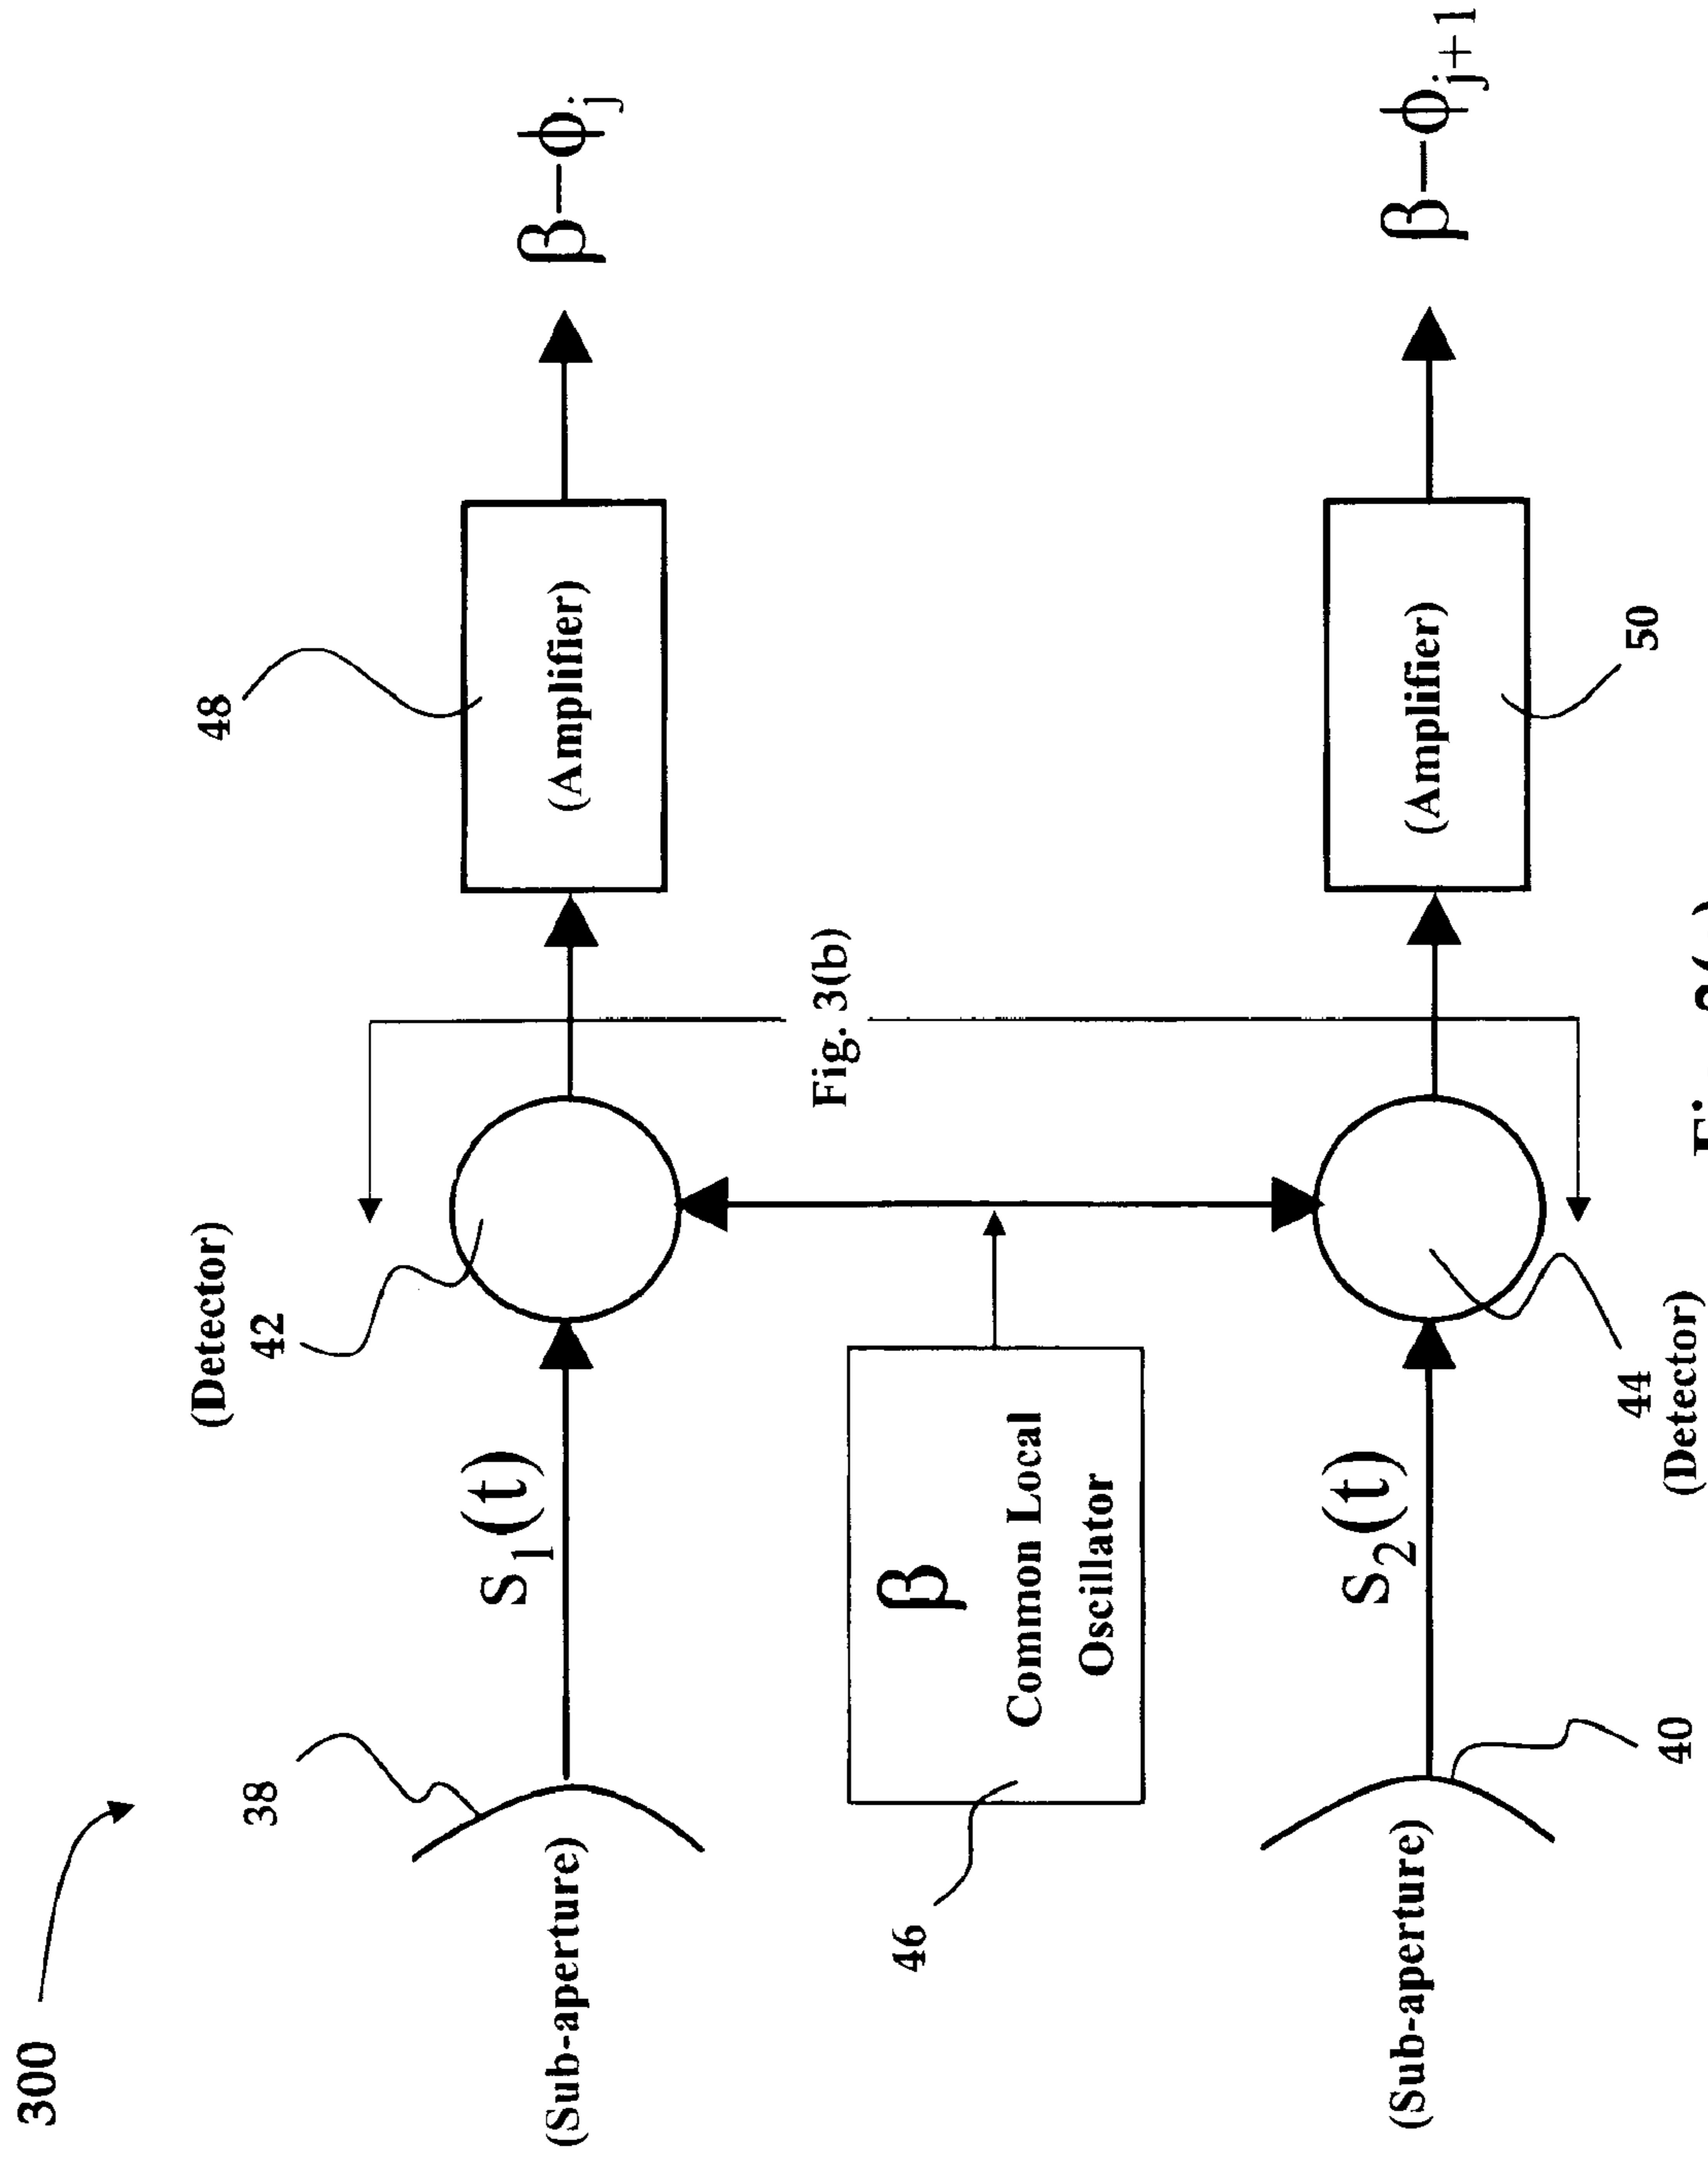 300
38
(Sub-aperture)
S1(t)
(Detector)
42
48
(Amplifier)
β–ϕj
46
β
Common Local
Oscillator
Fig. 3(b)
(Sub-aperture)
40
S2(t)
44
(Detector)
(Amplifier)
50
β–ϕj+1